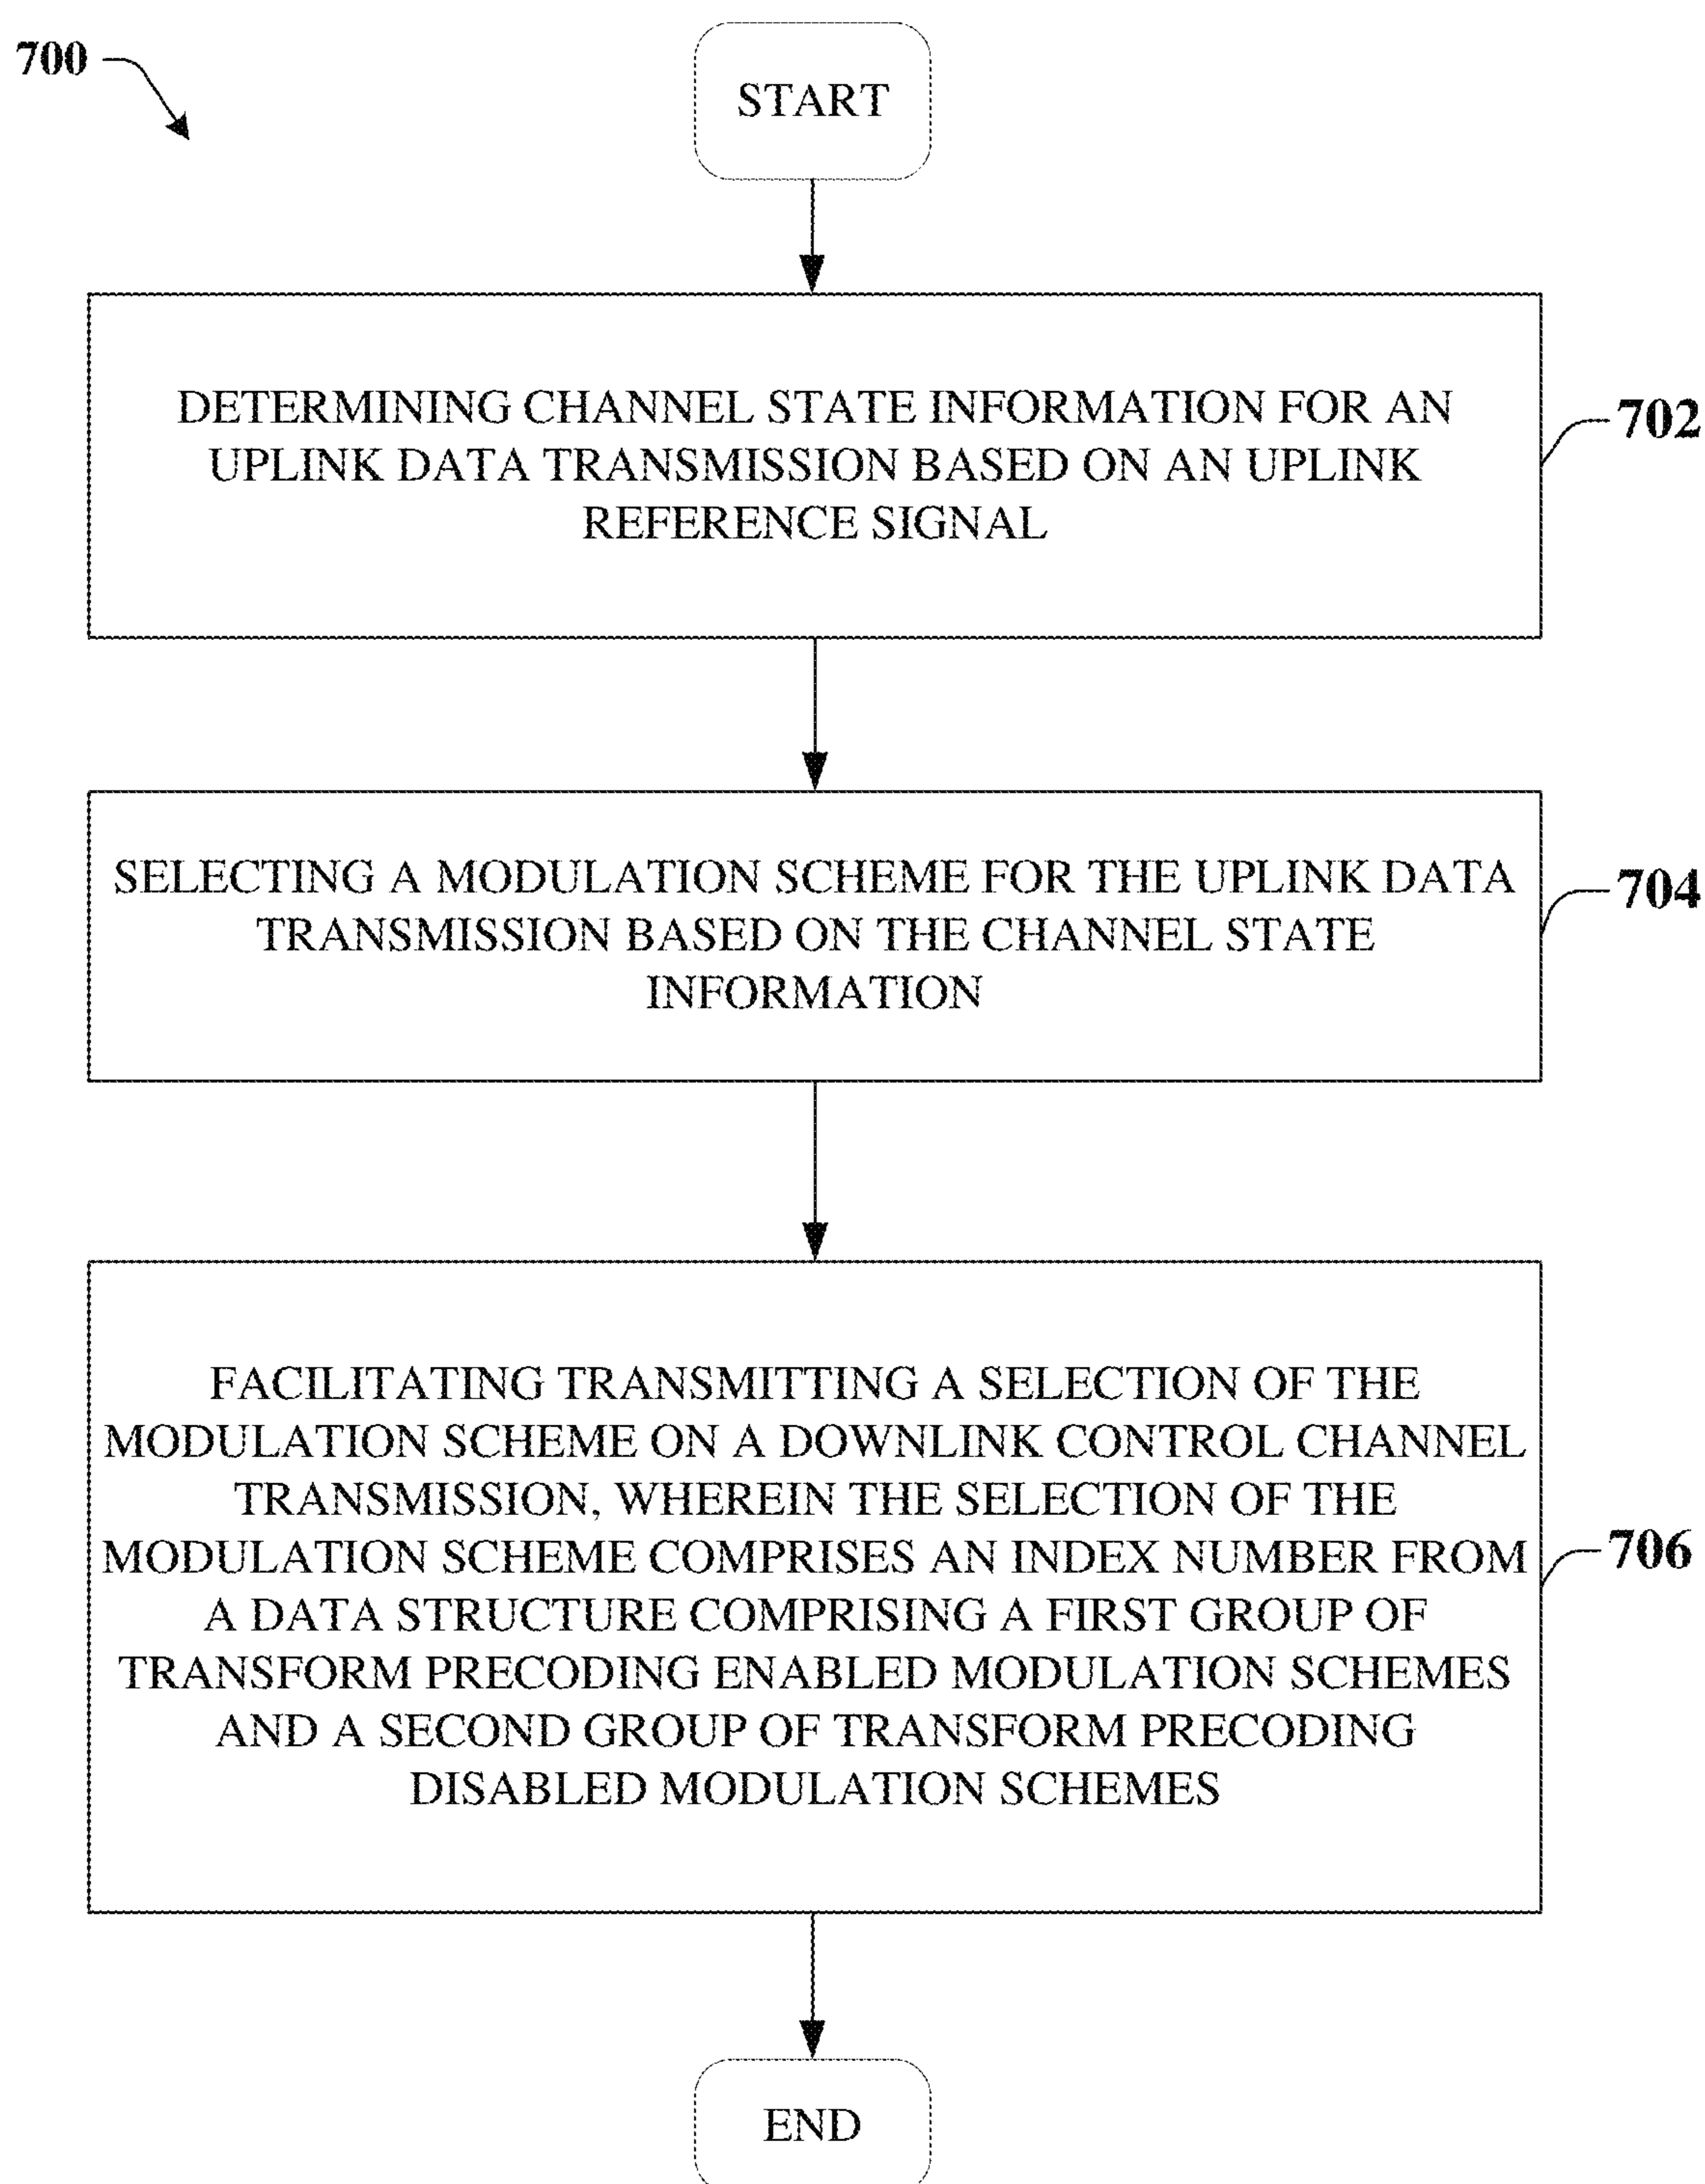 700
START
DETERMINING CHANNEL STATE INFORMATION FOR AN
UPLINK DATA TRANSMISSION BASED ON AN UPLINK
REFERENCE SIGNAL
702
SELECTING A MODULATION SCHEME FOR THE UPLINK DATA
TRANSMISSION BASED ON THE CHANNEL STATE
INFORMATION
704
FACILITATING TRANSMITTING A SELECTION OF THE
MODULATION SCHEME ON A DOWNLINK CONTROL CHANNEL
TRANSMISSION, WHEREIN THE SELECTION OF THE
MODULATION SCHEME COMPRISES AN INDEX NUMBER FROM
A DATA STRUCTURE COMPRISING A FIRST GROUP OF
TRANSFORM PRECODING ENABLED MODULATION SCHEMES
AND A SECOND GROUP OF TRANSFORM PRECODING
DISABLED MODULATION SCHEMES
706
END